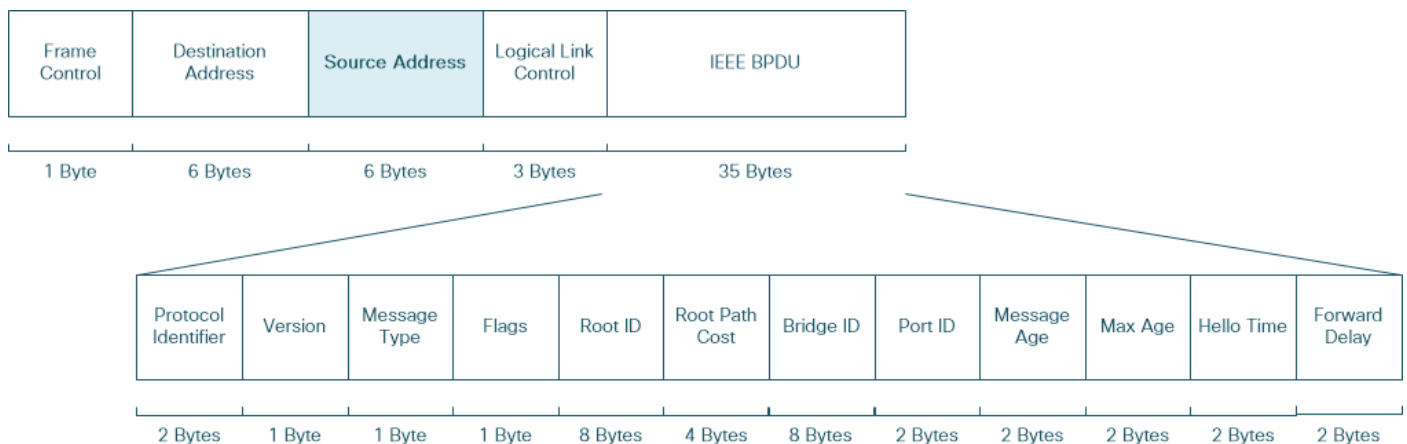 Frame
Control
Destination
Address
Source Address
Logical Link
Control
IEEE BPDU
1 Byte
6 Bytes
6 Bytes
3 Bytes
35 Bytes
Protocol
Identifier
Version
Message
Type
Flags
Root ID
Root Path
Cost
Bridge ID
Port ID
Message
Age
Max Age
Hello Time
Forward
Delay
2 Bytes
1 Byte
1 Byte
1 Byte
8 Bytes
4 Bytes
8 Bytes
2 Bytes
2 Bytes
2 Bytes
2 Bytes
2 Bytes